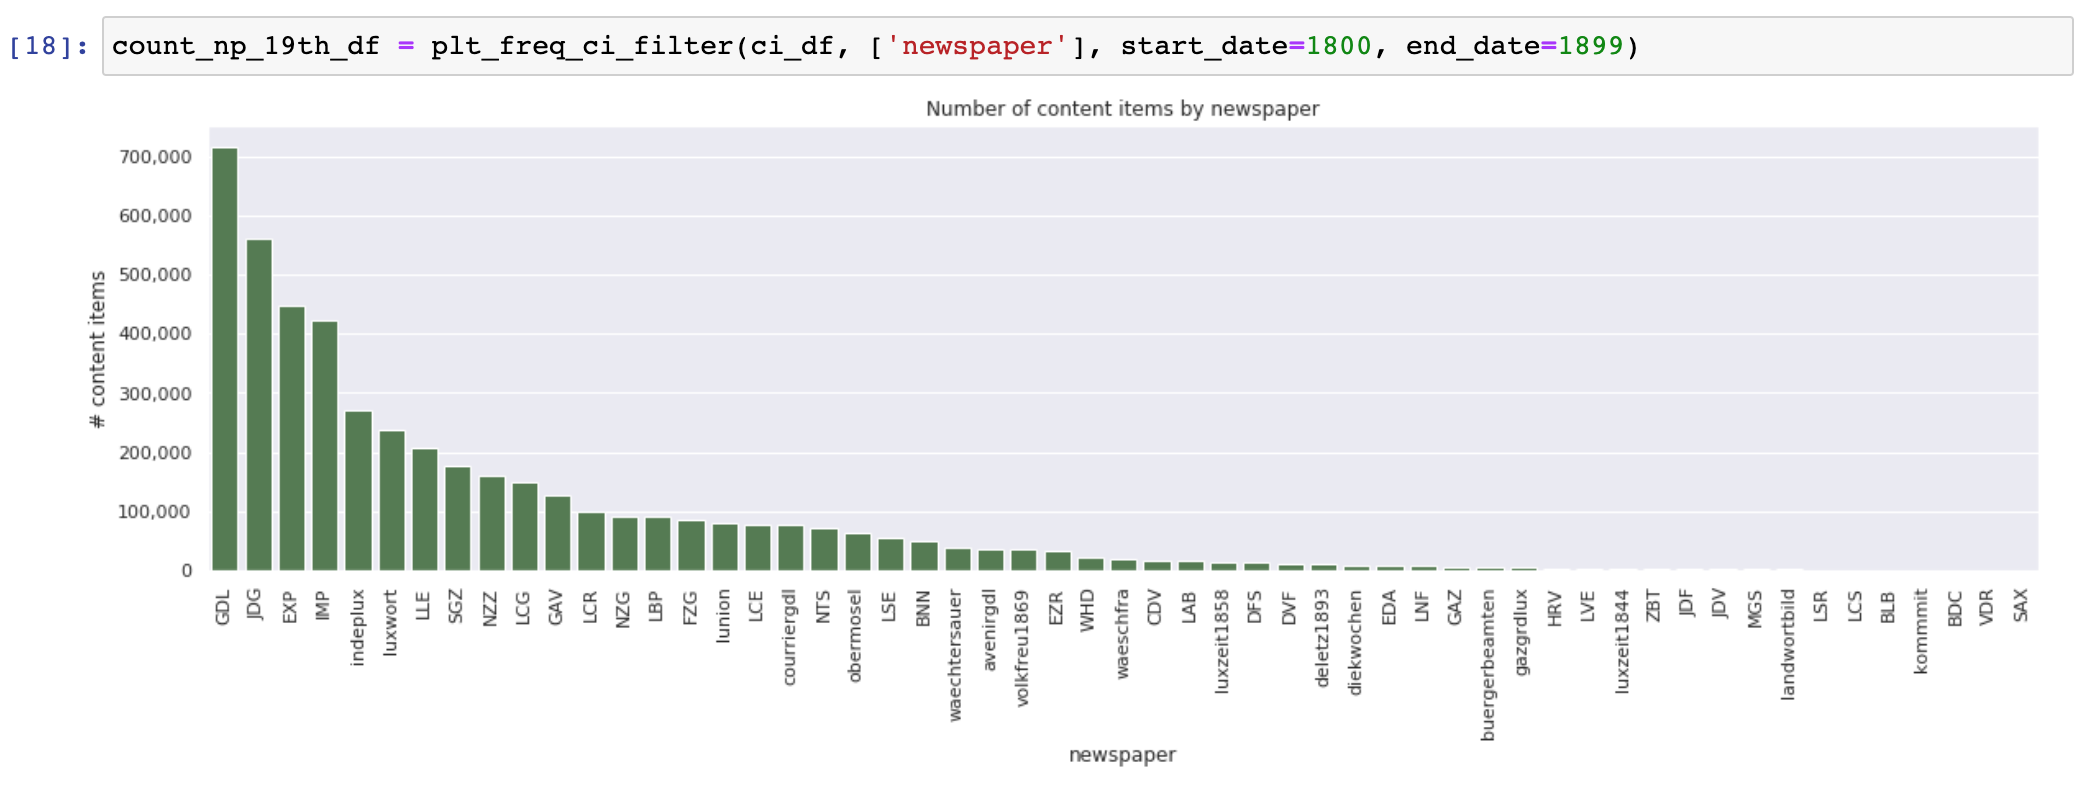 [18]: count_np_19th_df = plt_freq_ci_filter(ci_df, ['newspaper'], start_date=1800, end_date=1899)
Number of content items by newspaper
# content items
700,000
600,000
500,000
400,000
300,000
200,000
100,000
0
GDL
JDG
EXP
IMP
indeplux
luxwort
LLE
SGZ
NZZ
LCG
GAV
LCR
NZG
LBP
FZG
lunion
LCE
courriergdl
NTS
obermosel
LSE
BNN
waechtersauer
avenirgdl
volkfreu1869
EZR
WHD
waeschfra
CDV
LAB
luxzeit1858
DFS
DVF
deletz1893
diekwochen
EDA
LNF
GAZ
buergerbeamten
gazgrdlux
HRV
LVE
luxzeit1844
ZBT
JDF
JDV
MGS
landwortbild
LSR
LCS
BLB
kommmit
BDC
VDR
SAX
newspaper